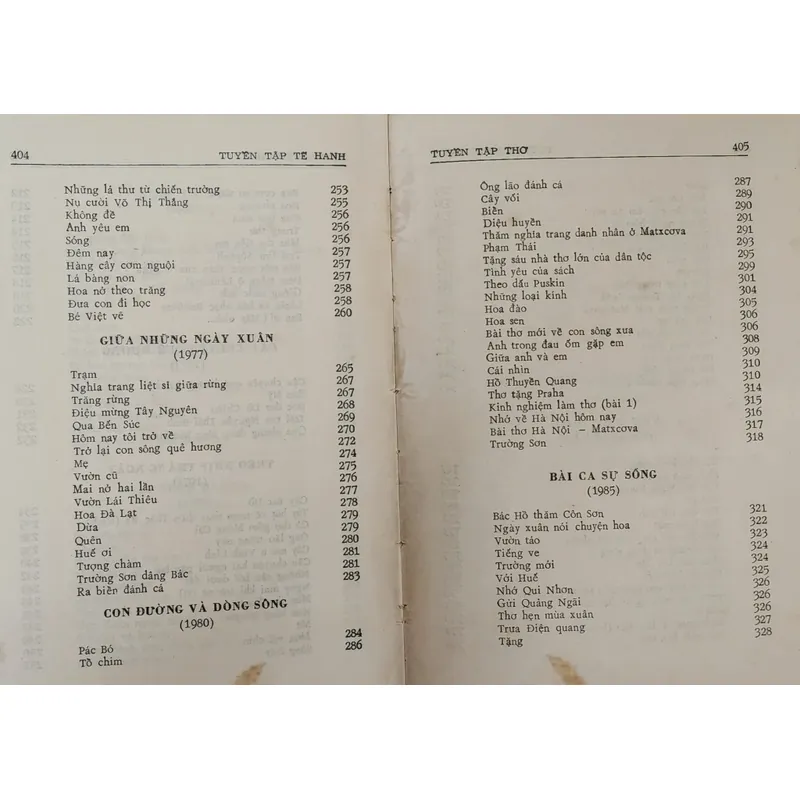 404 TUYỂN TẬP TẾ HANH
Những lá thư từ chiến trường 253
Nụ cười Võ Thị Thắng 255
Không đề 256
Anh yêu em 256
Sóng 256
Đêm nay 257
Hàng cây cơm nguội 257
Lá bàng non 257
Hoa nở theo trăng 258
Đưa con đi học 258
Bé Việt vẽ 260
GIỮA NHỮNG NGÀY XUÂN
(1977)
Trạm 265
Nghĩa trang liệt sĩ giữa rừng 267
Trăng rừng 267
Điệu mừng Tây Nguyên 268
Qua Bến Súc 269
Hôm nay tôi trở về 270
Trở lại con sông quê hương 272
Mẹ 274
Vườn cũ 275
Mai nở hai lần 276
Vườn Lái Thiêu 277
Hoa Đà Lạt 278
Dừa 279
Quên 279
Huế ơi 280
Tượng chàm 281
Trường Sơn dâng Bác 281
Ra biển đánh cá 283
CON ĐƯỜNG VÀ DÒNG SÔNG
(1980)
Pác Bó 284
Tổ chim 286
TUYỂN TẬP THƠ 405
Ông lão đánh cá 287
Cây vối 289
Biển 290
Diệu huyền 291
Thăm nghĩa trang danh nhân ở Matxcơva 291
Phạm Thái 293
Tặng sáu nhà thơ lớn của dân tộc 295
Tình yêu của sách 299
Theo dấu Puskin 301
Những loại kính 304
Hoa đào 305
Hoa sen 306
Bài thơ mới về con sông xưa 306
Anh trong đau ốm gặp em 308
Giữa anh và em 309
Cái nhìn 310
Hồ Thuyền Quang 310
Thơ tặng Praha 314
Kinh nghiệm làm thơ (bài 1) 315
Nhớ về Hà Nội hôm nay 316
Bài thơ Hà Nội – Matxcova 317
Trường Sơn 318
BÀI CA SỰ SỐNG
(1985)
Bác Hồ thăm Côn Sơn 321
Ngày xuân nói chuyện hoa 322
Vườn táo 323
Tiếng ve 324
Trường mới 324
Với Huế 325
Nhớ Qui Nhơn 326
Gửi Quảng Ngãi 326
Thơ hẹn mùa xuân 326
Trưa Điện quang 327
Tặng 328